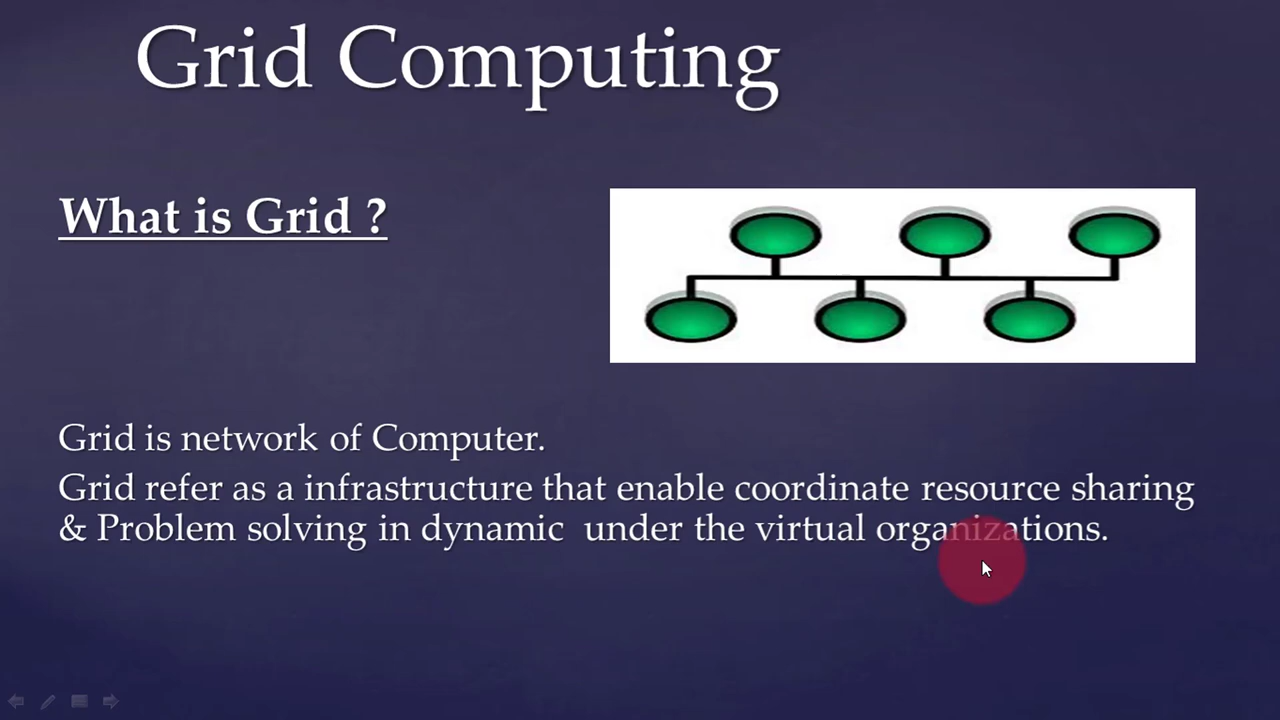 Grid Computing
What is Grid ?
Grid is network of Computer.
Grid refer as a infrastructure that enable coordinate resource sharing
& Problem solving in dynamic  under the virtual organizations.